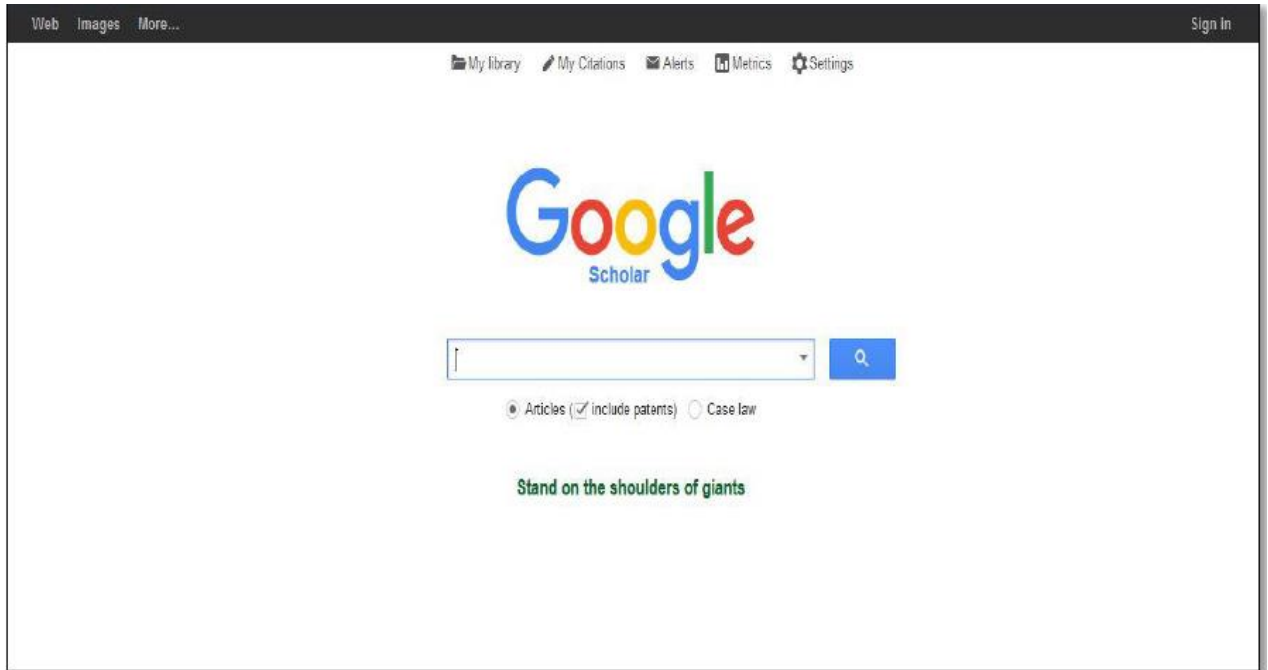 Web Images More... Sign in
My library My Citations Alerts Metrics Settings
Google
Scholar
Articles (include patents) Case law
Stand on the shoulders of giants